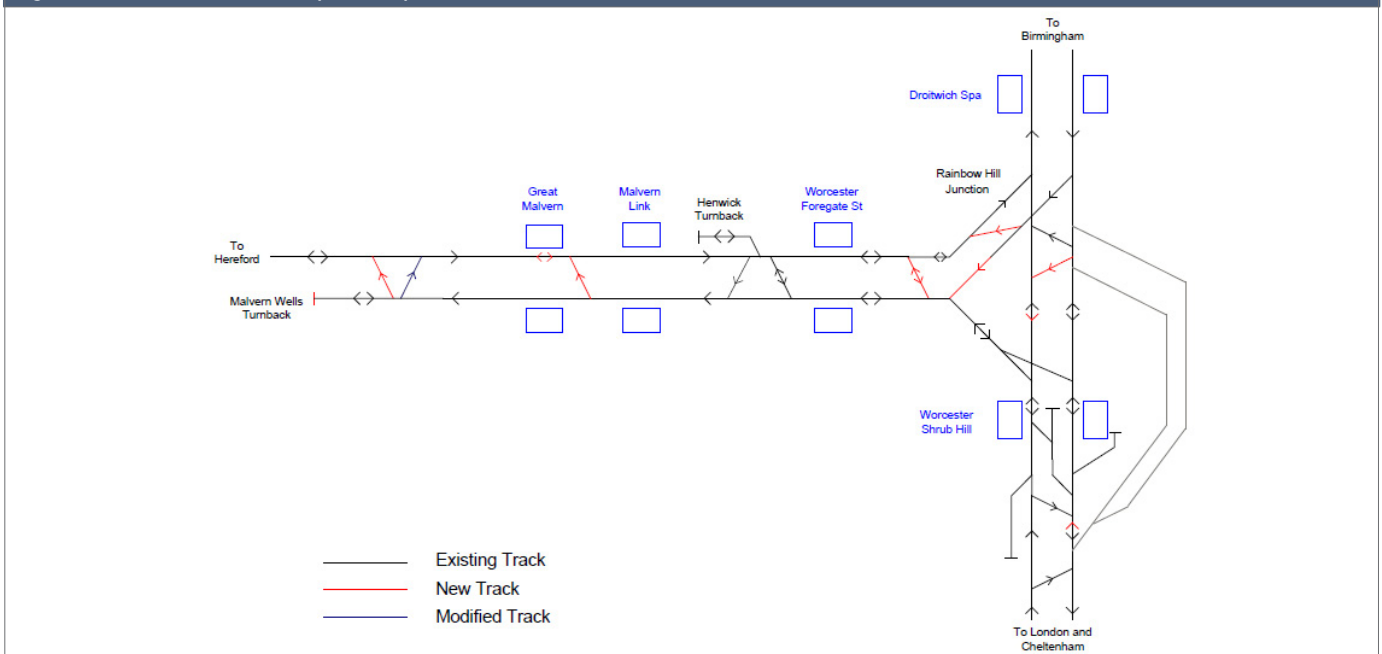 To
Birmingham
Droitwich Spa
Rainbow Hill
Junction
Great
Malvern
Malvern
Link
Henwick
Turnback
Worcester
Foregate St
To
Hereford
Malvern Wells
Turnback
Worcester
Shrub Hill
Existing Track
New Track
Modified Track
To London and
Cheltenham